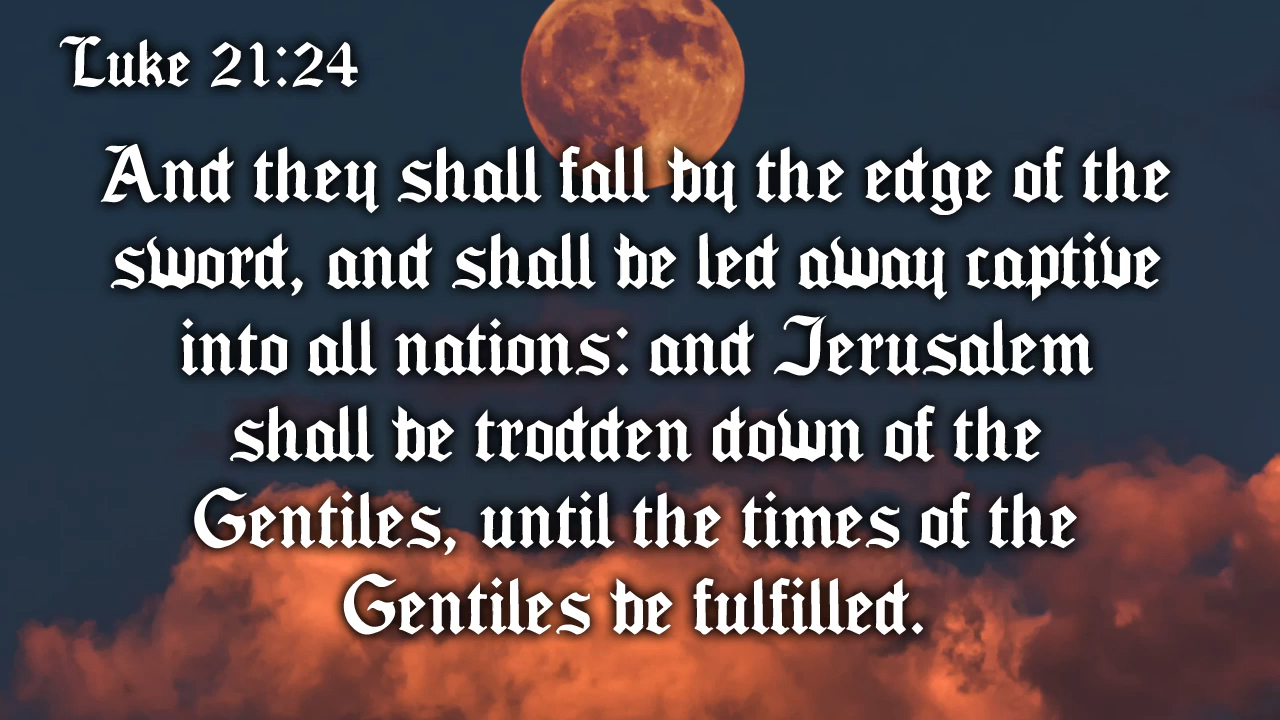 Luke 21:24
And they shall fall by the edge of the
sword, and shall be led away captive
into all nations: and Jerusalem
shall be trodden down of the
Gentiles, until the times of the
Gentiles be fulfilled.